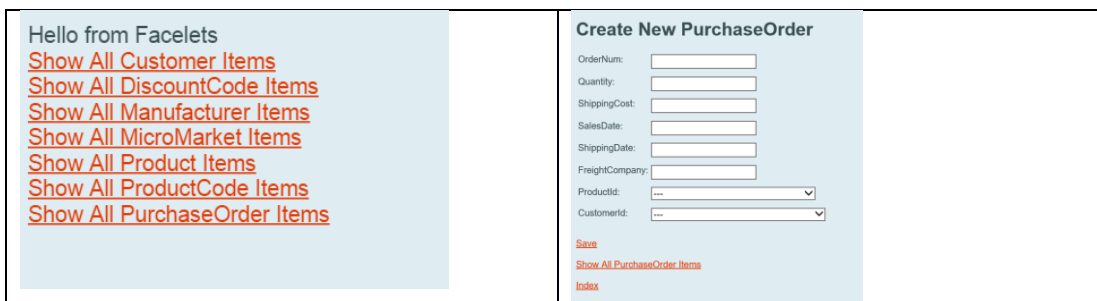 Hello from Facelets
Show All Customer Items
Show All DiscountCode Items
Show All Manufacturer Items
Show All MicroMarket Items
Show All Product Items
Show All ProductCode Items
Show All PurchaseOrder Items
Create New PurchaseOrder
OrderNum:
Quantity:
ShippingCost:
SalesDate:
ShippingDate:
FreightCompany:
ProductId: ---
CustomerId: ---
Save
Show All PurchaseOrder Items
Index